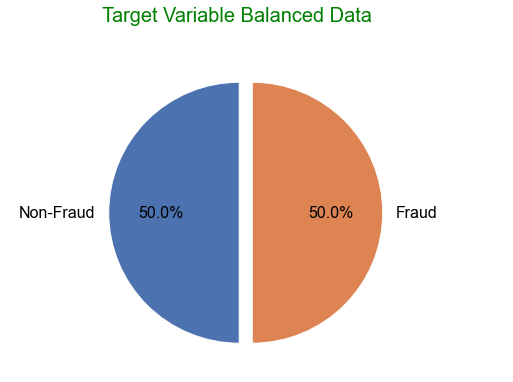 Target Variable Balanced Data
Non-Fraud
50.0%
50.0%
Fraud